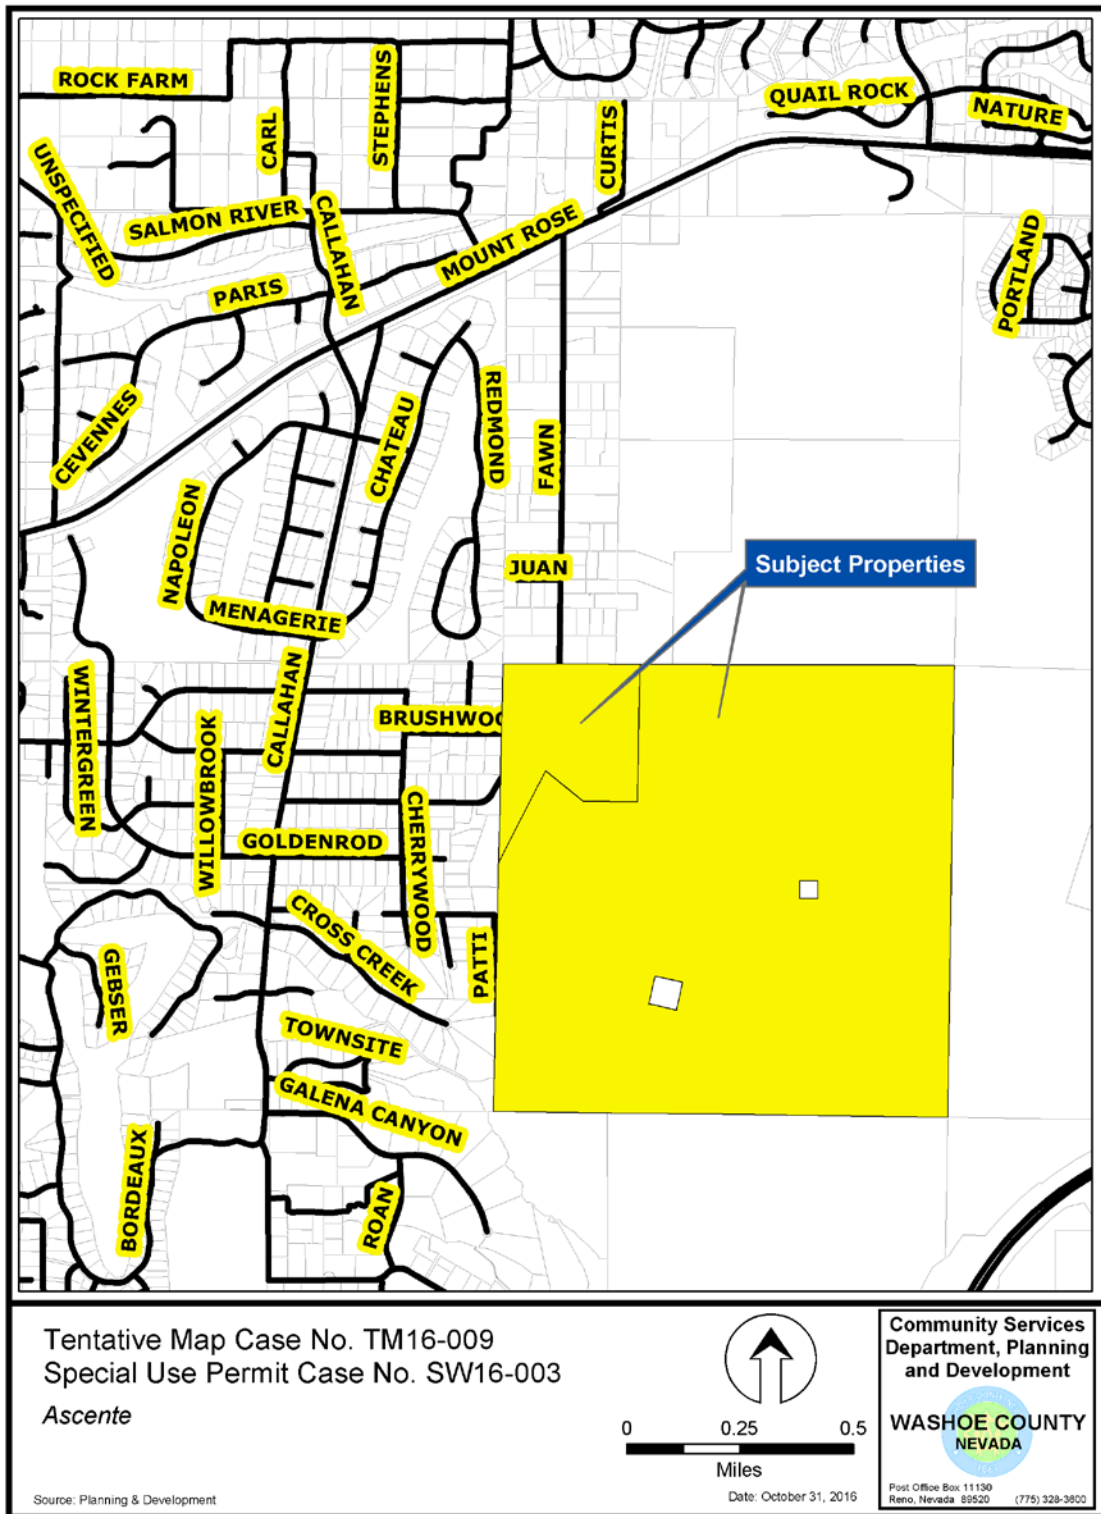 ROCK FARM
STEPHENS
CARL
CURTIS
QUAIL ROCK
NATURE
UNSPECIFIED
SALMON RIVER
CALLAHAN
MOUNT ROSE
PORTLAND
PARIS
CEVENNES
CHATEAU
REDMOND
FAWN
NAPOLEON
JUAN
Subject Properties
MENAGERIE
WINTERGREEN
CALLAHAN
BRUSHWOO
WILLOWBROOK
CHERRYWOOD
GOLDENROD
CROSS CREEK
PATTI
GEBSER
TOWNSITE
GALENA CANYON
BORDEAUX
ROAN
Tentative Map Case No. TM16-009
Special Use Permit Case No. SW16-003
Ascente
Source: Planning & Development
0 0.25 0.5
Miles
Date: October 31, 2016
Community Services
Department, Planning
and Development
WASHOE COUNTY
NEVADA
Post Office Box 11130
Reno, Nevada 89520 (775) 328-3600